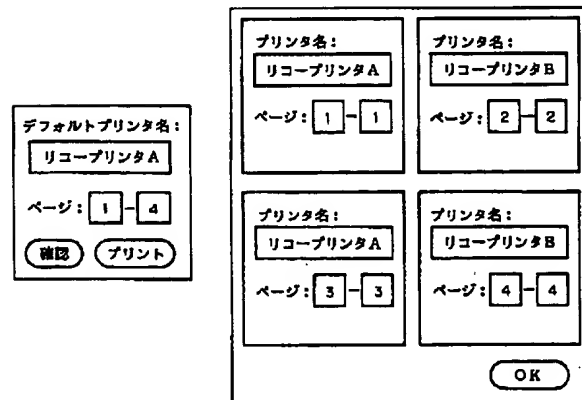 デフォルトプリンタ名：
リコープリンタA
ページ： 1 － 4
確認 プリント
プリンタ名：
リコープリンタA
ページ： 1 － 1
プリンタ名：
リコープリンタB
ページ： 2 － 2
プリンタ名：
リコープリンタA
ページ： 3 － 3
プリンタ名：
リコープリンタB
ページ： 4 － 4
OK